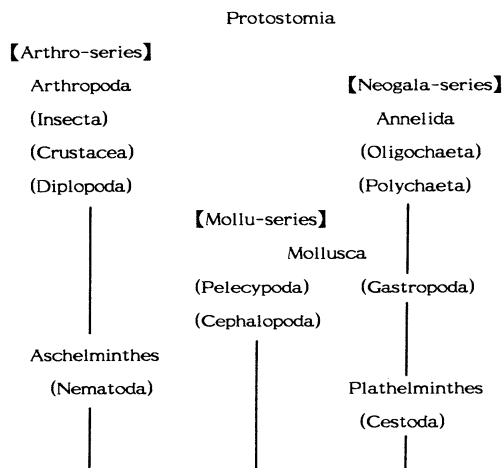 Protostomia
【Arthro-series】
Arthropoda
(Insecta)
(Crustacea)
(Diplopoda)
【Neogala-series】
Annelida
(Oligochaeta)
(Polychaeta)
【Mollu-series】
Mollusca
(Pelecypoda)
(Cephalopoda)
(Gastropoda)
Aschelminthes
(Nematoda)
Plathelminthes
(Cestoda)